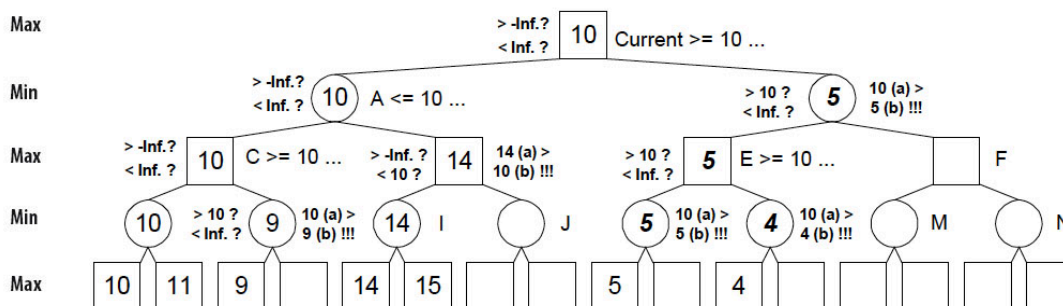 Max
> -Inf.?
< Inf. ?
10
Current >= 10 ...
Min
> -Inf.?
< Inf. ?
10
A <= 10 ...
> 10 ?
< Inf. ?
5
10 (a) >
5 (b) !!!
Max
> -Inf.?
< Inf. ?
10
C >= 10 ...
> -Inf. ?
< 10 ?
14
14 (a) >
10 (b) !!!
> 10 ?
< Inf. ?
5
E >= 10 ...
F
Min
10
> 10 ?
< Inf. ?
9
10 (a) >
9 (b) !!!
14
I
J
5
10 (a) >
5 (b) !!!
4
10 (a) >
4 (b) !!!
M
N
Max
10
11
9
14
15
5
4